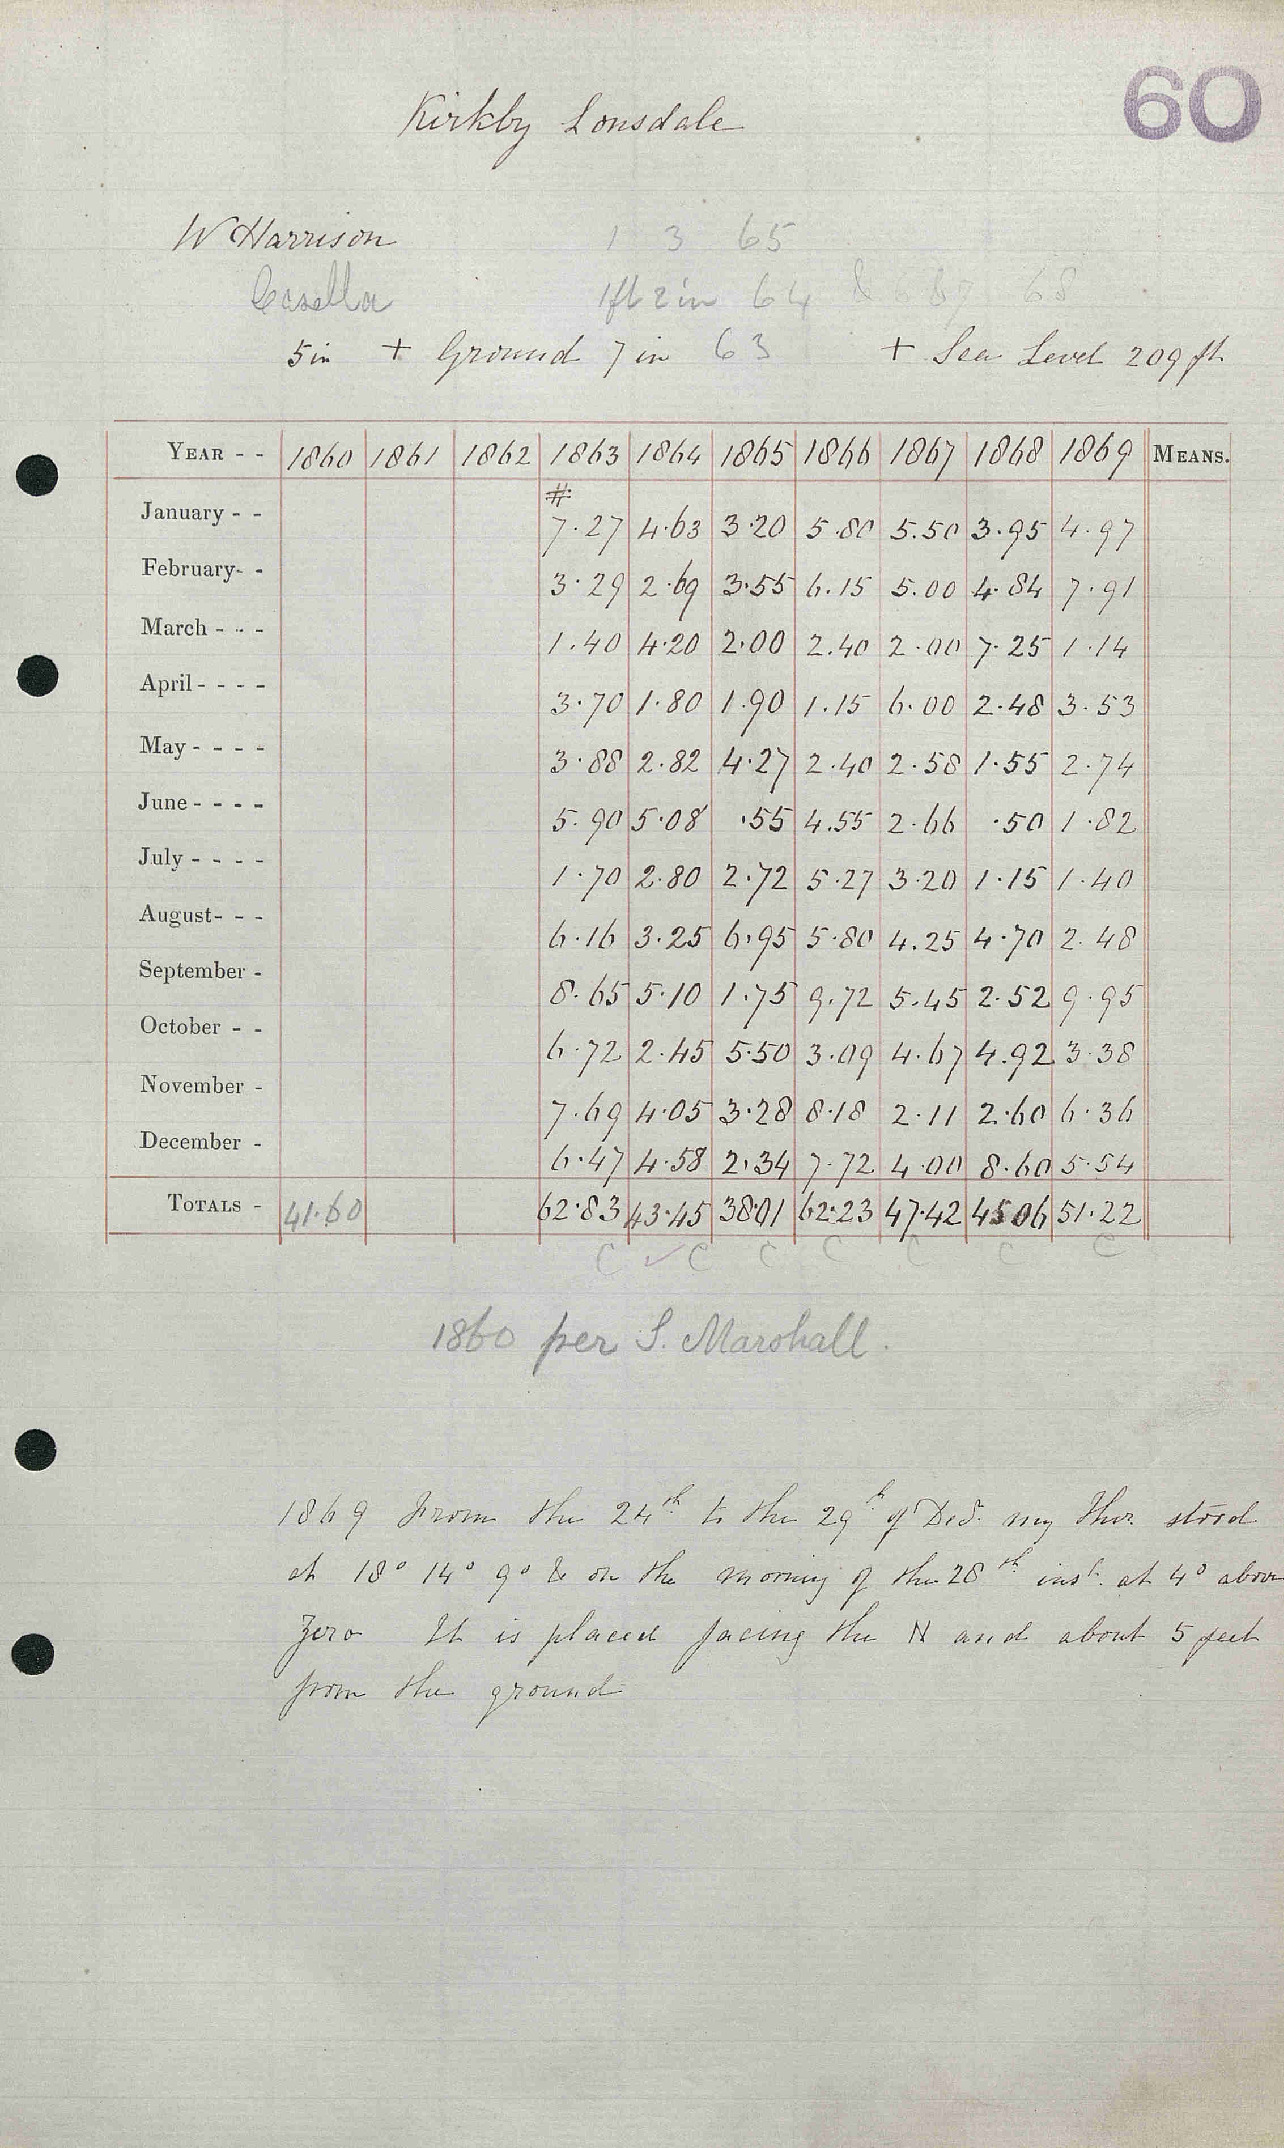 60
Kirkby Lonsdale
W Harrison 1 3 65
Casella 1ft 2in 64 & 67 68
5 in + Ground 7 in 63 + Sea Level 209 ft
YEAR - - 1860 1861 1862 1863 1864 1865 1866 1867 1868 1869 MEANS.
#
January - - 7.27 4.63 3.20 5.80 5.50 3.95 4.97
February - - 3.29 2.69 3.55 6.15 5.00 4.84 7.91
March - - - 1.40 4.20 2.00 2.40 2.00 7.25 1.14
April - - - - 3.70 1.80 1.90 1.15 6.00 2.48 3.53
May - - - - 3.88 2.82 4.27 2.40 2.58 1.55 2.74
June - - - - 5.90 5.08 .55 4.55 2.66 .50 1.82
July - - - - 1.70 2.80 2.72 5.27 3.20 1.15 1.40
August - - - 6.16 3.25 6.95 5.80 4.25 4.70 2.48
September - 8.65 5.10 1.75 9.72 5.45 2.52 9.95
October - - 6.72 2.45 5.50 3.09 4.67 4.92 3.38
November - 7.69 4.05 3.28 8.18 2.11 2.60 6.36
December - 6.47 4.58 2.34 7.72 4.00 8.60 5.54
TOTALS - 41.60 62.83 43.45 38.01 62.23 47.42 45.06 51.22
C ✓ C C C C C C
1860 per S. Marshall.
1869 From the 24th to the 29th of Dec. my Ther. stood
at 18° 14° 9° & on the morning of the 28th inst. at 4° above
Zero It is placed facing the N and about 5 feet
from the ground